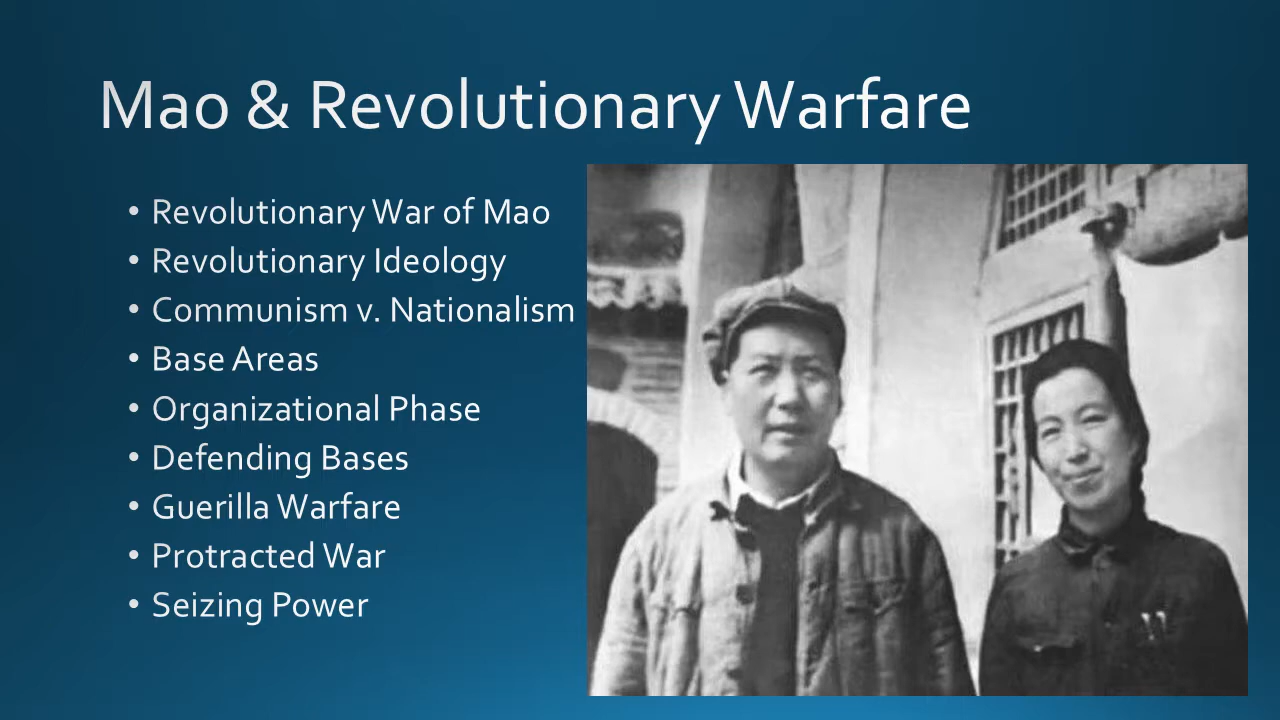 Mao & Revolutionary Warfare
• Revolutionary War of Mao
• Revolutionary Ideology
• Communism v. Nationalism
• Base Areas
• Organizational Phase
• Defending Bases
• Guerilla Warfare
• Protracted War
• Seizing Power